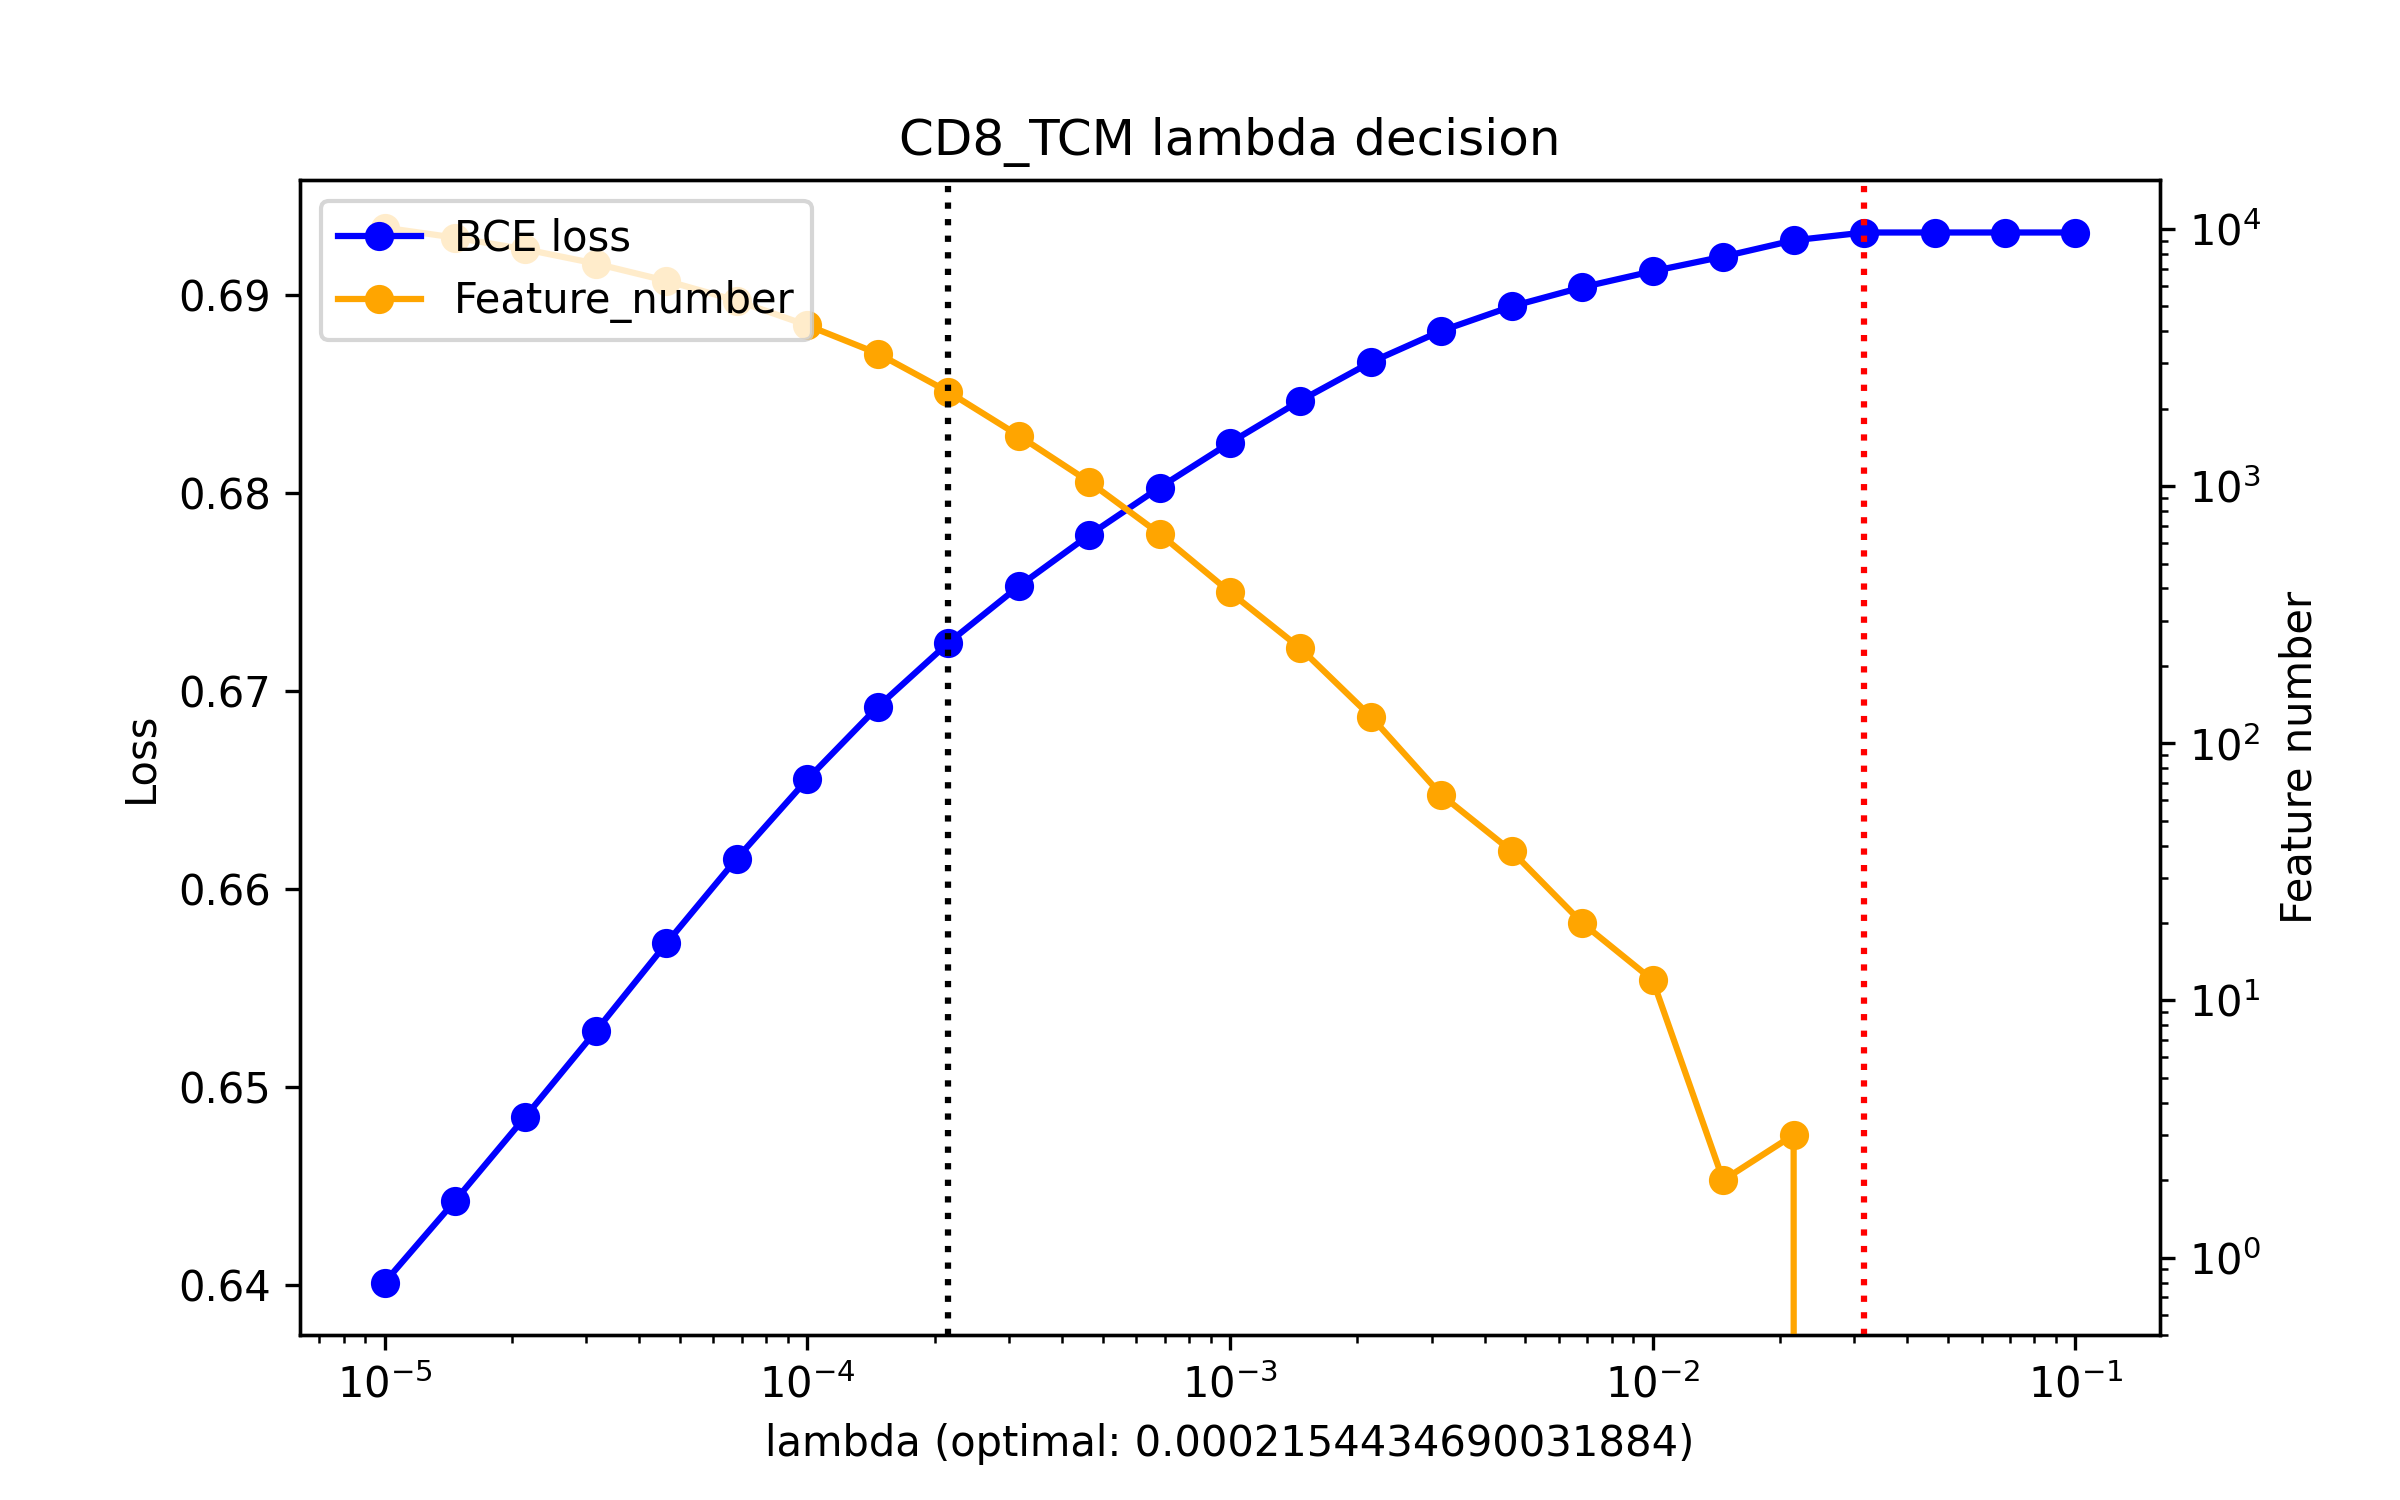 CD8_TCM lambda decision
BCE loss
Feature_number
0.69
0.68
0.67
0.66
0.65
0.64
Loss
10⁴
10³
10²
10¹
10⁰
Feature number
10⁻⁵ 10⁻⁴ 10⁻³ 10⁻² 10⁻¹
lambda (optimal: 0.00021544346900031884)